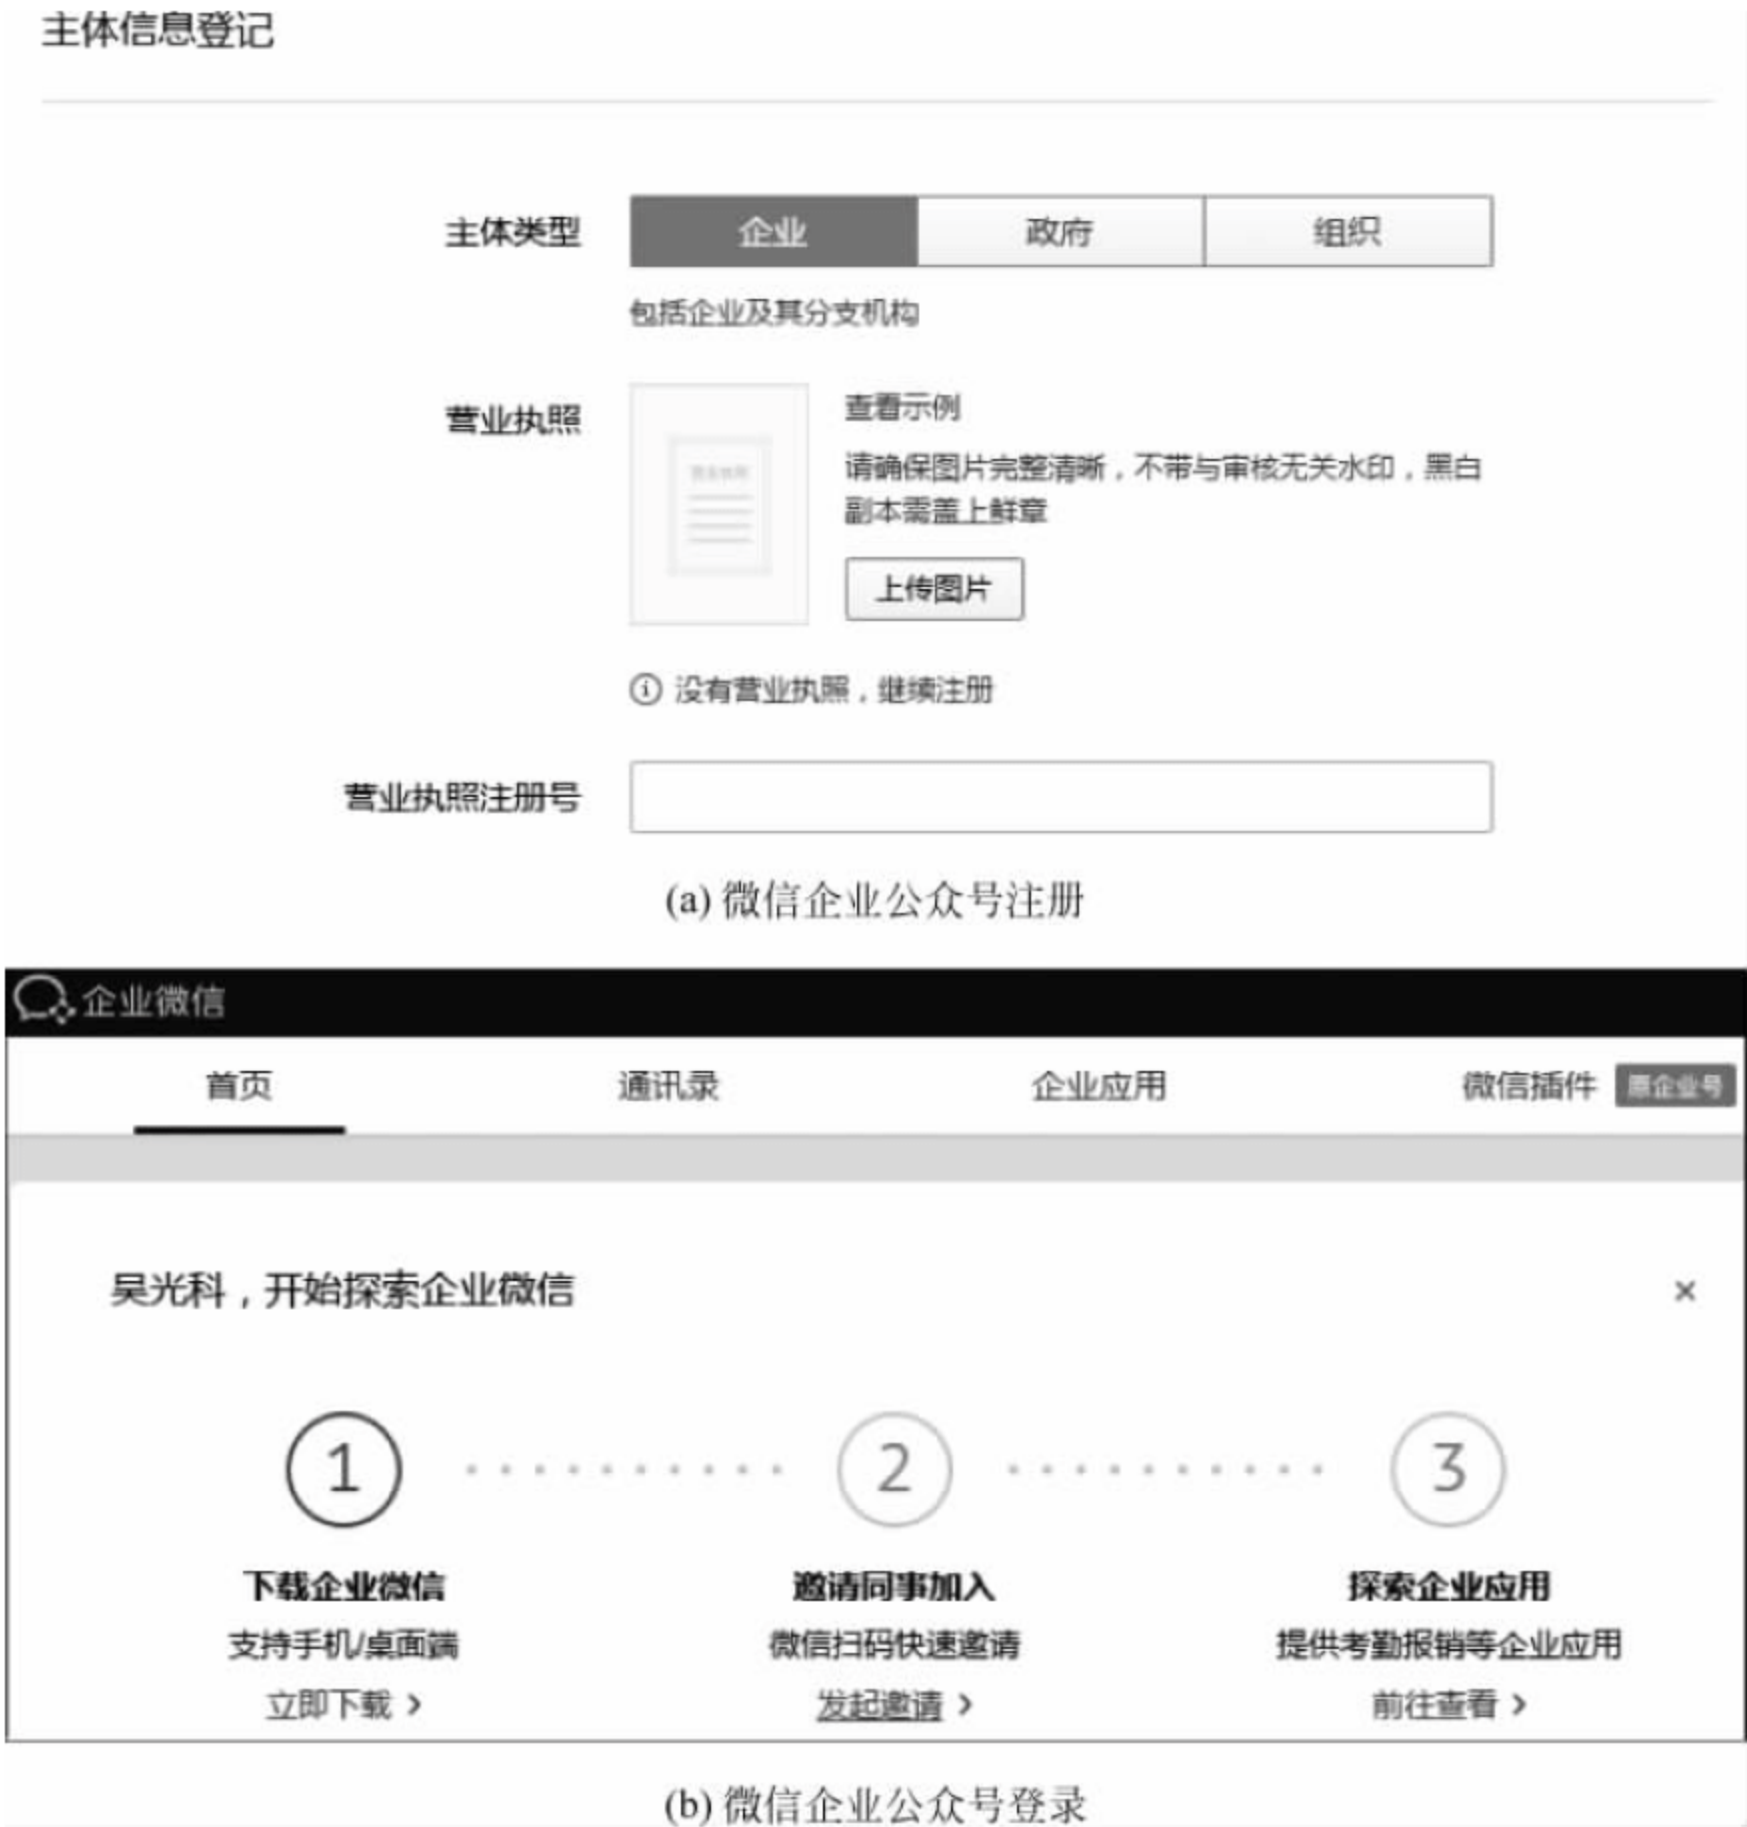 主体信息登记
主体类型 企业 政府 组织
包括企业及其分支机构
营业执照
查看示例
请确保图片完整清晰，不带与审核无关水印，黑白
副本需盖上鲜章
上传图片
没有营业执照，继续注册
营业执照注册号
(a) 微信企业公众号注册
企业微信
首页 通讯录 企业应用 微信插件 原企业号
吴光科，开始探索企业微信 ×
1 2 3
下载企业微信 邀请同事加入 探索企业应用
支持手机/桌面端 微信扫码快速邀请 提供考勤报销等企业应用
立即下载 > 发起邀请 > 前往查看 >
(b) 微信企业公众号登录